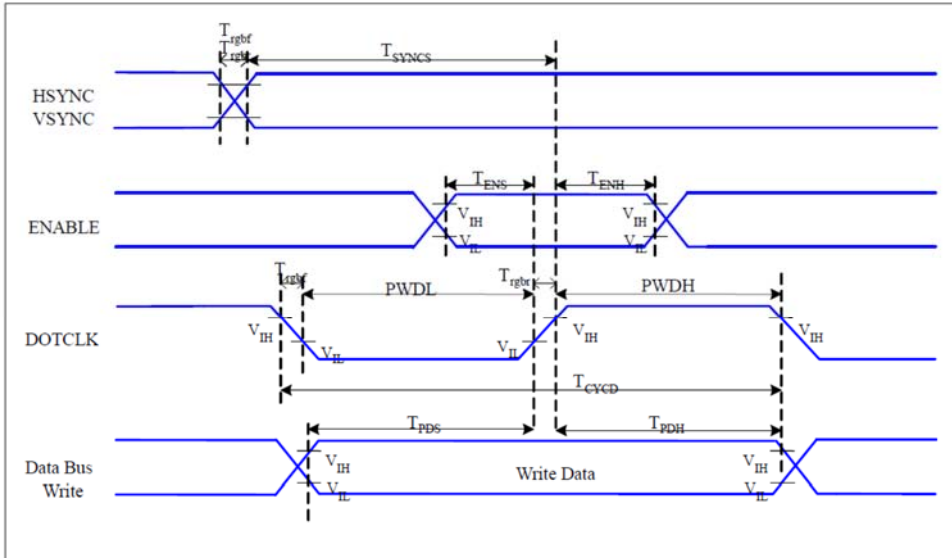 Trgbf
Trgbr
TSYNCS
HSYNC
VSYNC
TENS
TENH
VIH
VIH
ENABLE
VIL
VIL
Trgbf
PWDL
Trgbr
PWDH
VIH
VIH
VIH
DOTCLK
VIL
VIL
TCYCD
TPDS
TPDH
VIH
VIH
Data Bus
Write
Write Data
VIL
VIL